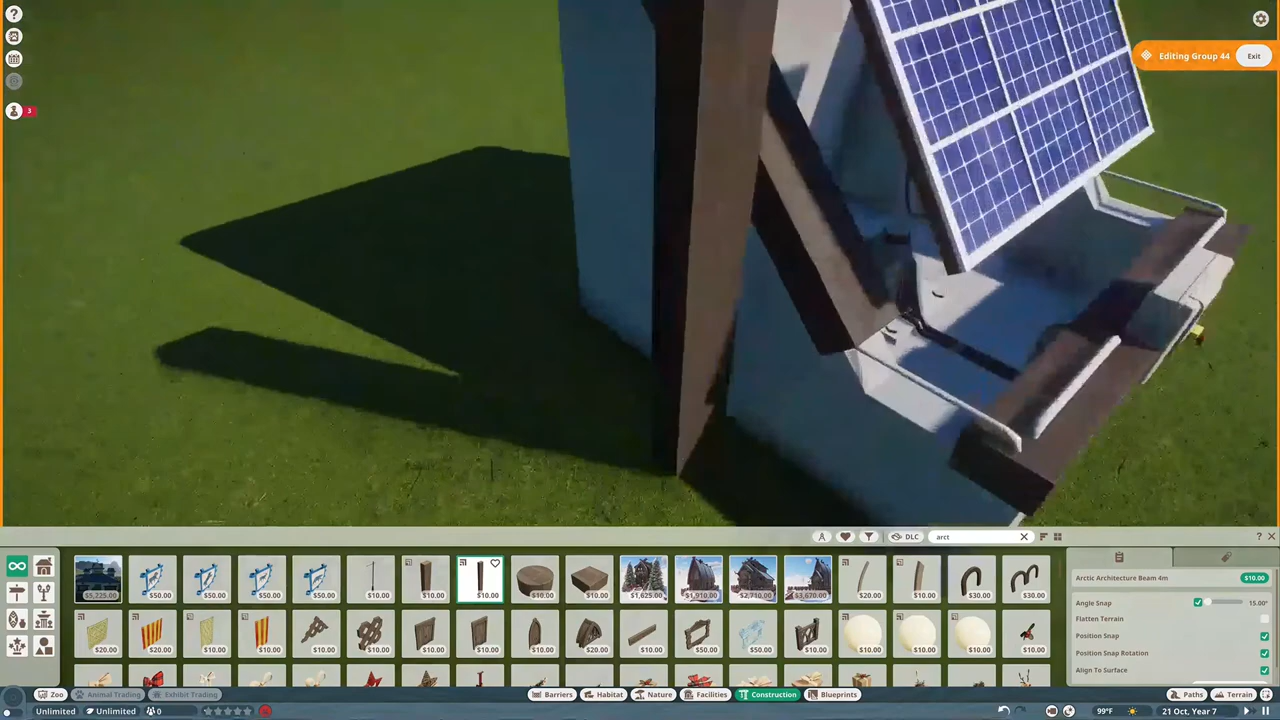 ?
Editing Group 44
Exit
3
DLC
arct
?
$5,225.00
$50.00
$50.00
$50.00
$50.00
$10.00
$10.00
$10.00
$10.00
$10.00
$1,625.00
$1,910.00
$2,710.00
$3,670.00
$20.00
$10.00
$30.00
$30.00
$20.00
$10.00
$20.00
$10.00
$10.00
$10.00
$10.00
$10.00
$10.00
$10.00
$10.00
$50.00
$50.00
$10.00
$10.00
$10.00
$10.00
$10.00
Arctic Architecture Beam 4m
$10.00
Angle Snap
15.00°
Flatten Terrain
Position Snap
Position Snap Rotation
Align To Surface
Zoo
Animal Trading
Exhibit Trading
Barriers
Habitat
Nature
Facilities
Construction
Blueprints
Paths
Terrain
Unlimited
Unlimited
0
99°F
21 Oct, Year 7